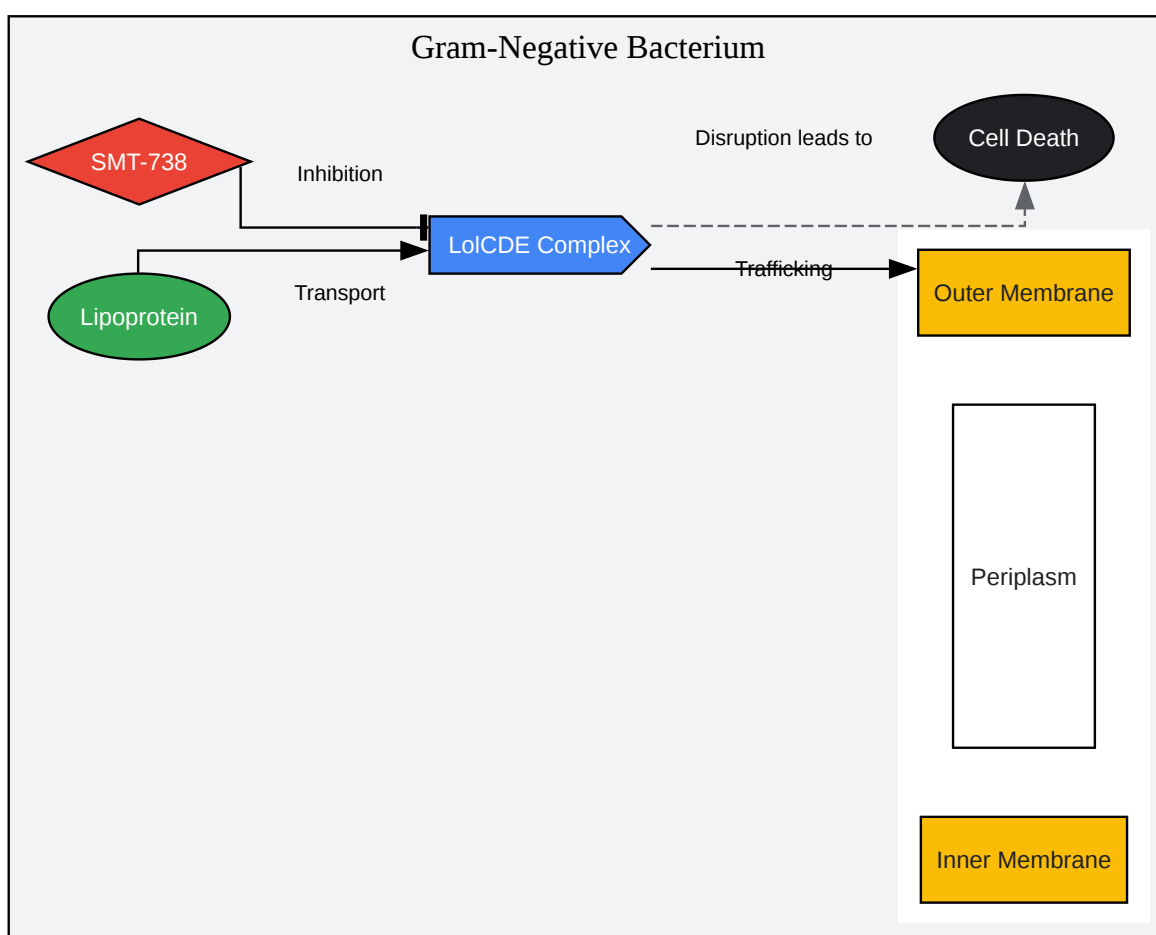 Gram-Negative Bacterium
SMT-738
Inhibition
Disruption leads to
Cell Death
LolCDE Complex
Trafficking
Transport
Lipoprotein
Outer Membrane
Periplasm
Inner Membrane